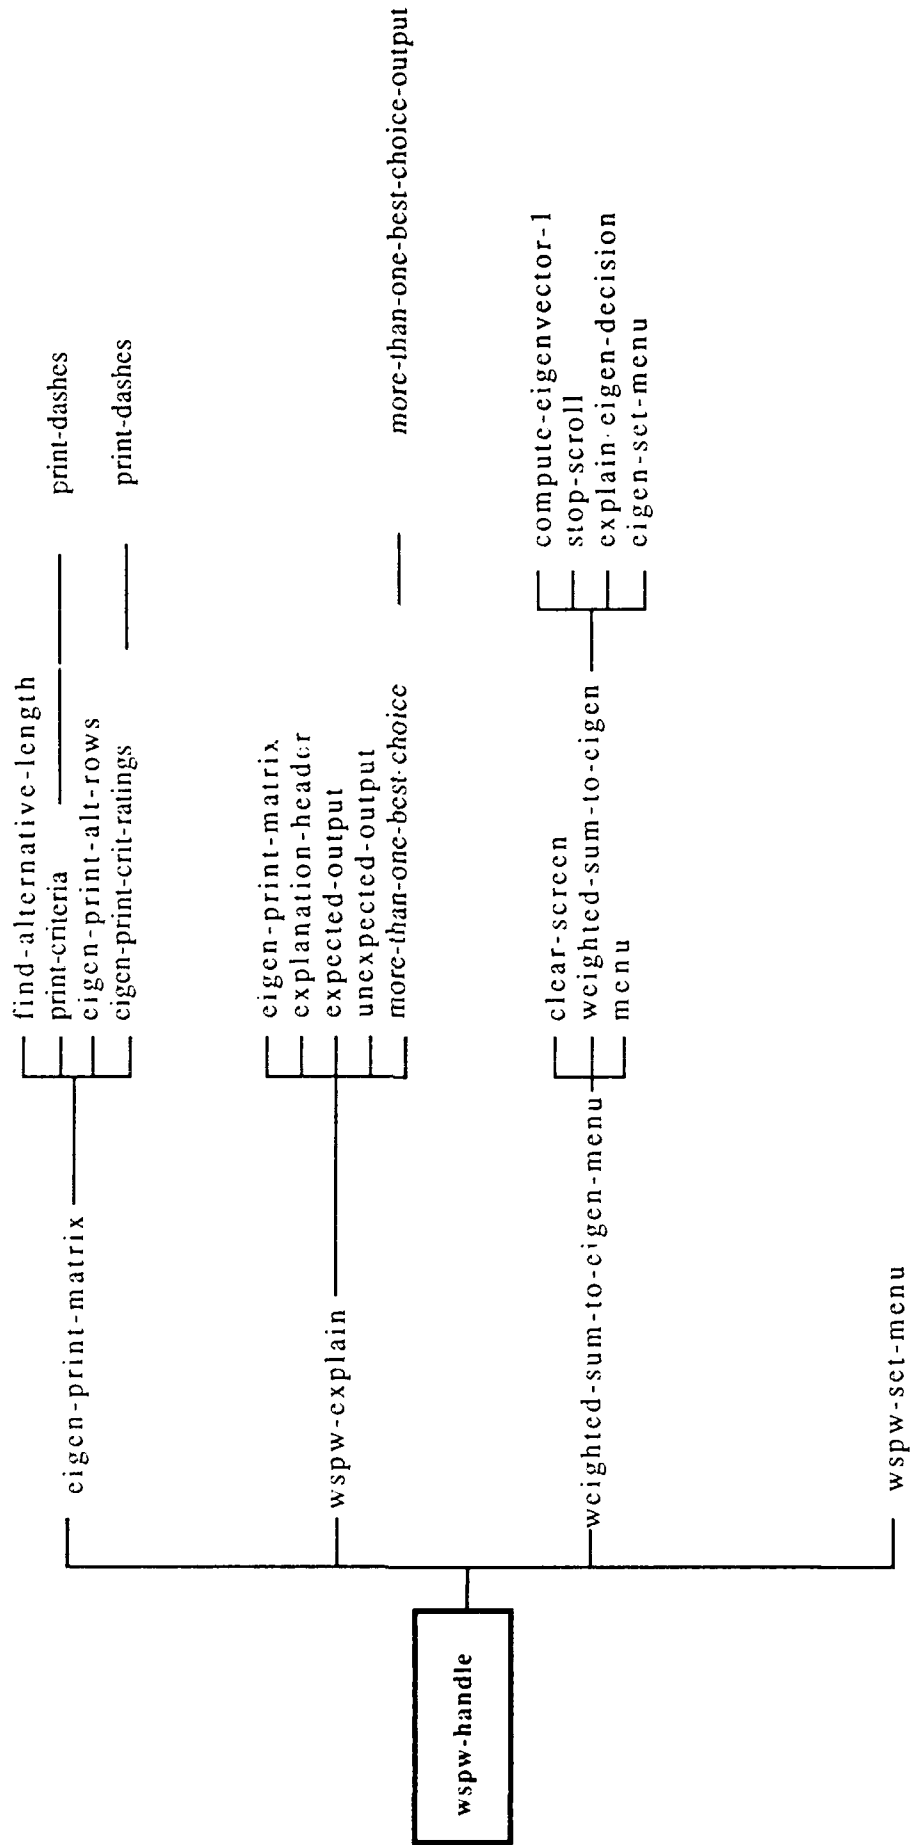 wspw-handle
eigen-print-matrix
find-alternative-length
print-criteria
print-dashes
eigen-print-alt-rows
eigen-print-crit-ratings
print-dashes
wspw-explain
eigen-print-matrix
explanation-header
expected-output
unexpected-output
more-than-one-best-choice
more-than-one-best-choice-output
weighted-sum-to-eigen-menu
clear-screen
weighted-sum-to-eigen
compute-eigenvector-1
stop-scroll
explain-eigen-decision
eigen-set-menu
menu
wspw-set-menu